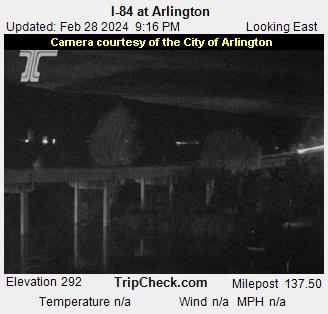 I-84 at Arlington
Updated: Feb 28 2024 9:16 PM Looking East
Camera courtesy of the City of Arlington
Elevation 292 TripCheck.com Milepost 137.50
Temperature n/a Wind n/a MPH n/a